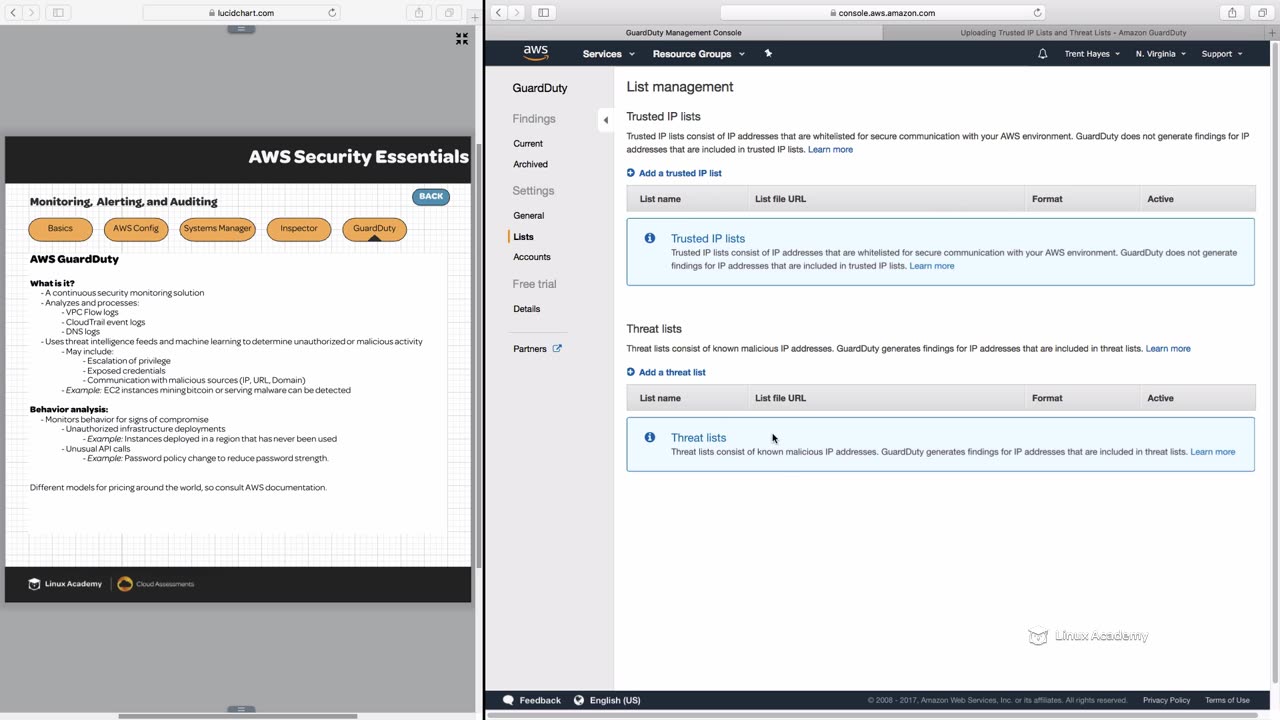 lucidchart.com
AWS Security Essentials
BACK
Monitoring, Alerting, and Auditing
Basics
AWS Config
Systems Manager
Inspector
GuardDuty
AWS GuardDuty
What is it?
- A continuous security monitoring solution
- Analyzes and processes:
- VPC Flow logs
- CloudTrail event logs
- DNS logs
- Uses threat intelligence feeds and machine learning to determine unauthorized or malicious activity
- May include:
- Escalation of privilege
- Exposed credentials
- Communication with malicious sources (IP, URL, Domain)
- Example: EC2 instances mining bitcoin or serving malware can be detected
Behavior analysis:
- Monitors behavior for signs of compromise
- Unauthorized infrastructure deployments
- Example: Instances deployed in a region that has never been used
- Unusual API calls
- Example: Password policy change to reduce password strength.
Different models for pricing around the world, so consult AWS documentation.
Linux Academy
Cloud Assessments
console.aws.amazon.com
GuardDuty Management Console
Uploading Trusted IP Lists and Threat Lists - Amazon GuardDuty
aws
Services
Resource Groups
Trent Hayes
N. Virginia
Support
GuardDuty
Findings
Current
Archived
Settings
General
Lists
Accounts
Free trial
Details
Partners
List management
Trusted IP lists
Trusted IP lists consist of IP addresses that are whitelisted for secure communication with your AWS environment. GuardDuty does not generate findings for IP
addresses that are included in trusted IP lists. Learn more
Add a trusted IP list
List name List file URL Format Active
Trusted IP lists
Trusted IP lists consist of IP addresses that are whitelisted for secure communication with your AWS environment. GuardDuty does not generate
findings for IP addresses that are included in trusted IP lists. Learn more
Threat lists
Threat lists consist of known malicious IP addresses. GuardDuty generates findings for IP addresses that are included in threat lists. Learn more
Add a threat list
List name List file URL Format Active
Threat lists
Threat lists consist of known malicious IP addresses. GuardDuty generates findings for IP addresses that are included in threat lists. Learn more
Linux Academy
Feedback
English (US)
© 2008 - 2017, Amazon Web Services, Inc. or its affiliates. All rights reserved.
Privacy Policy
Terms of Use